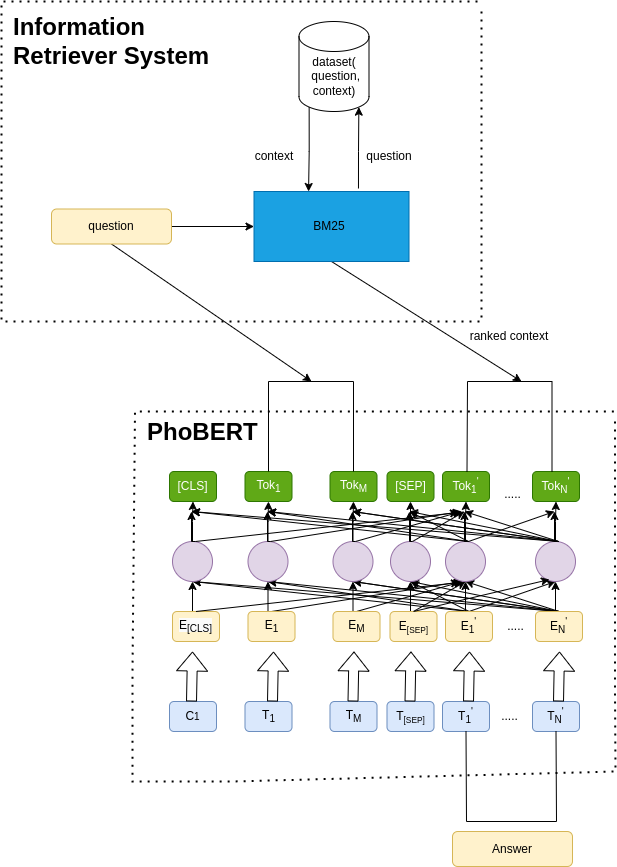 Information
Retriever System
dataset(
question,
context)
context
question
question
BM25
ranked context
PhoBERT
[CLS]
Tok1
TokM
[SEP]
Tok1'
.....
TokN'
E[CLS]
E1
EM
E[SEP]
E1'
.....
EN'
C1
T1
TM
T[SEP]
T1'
.....
TN'
Answer